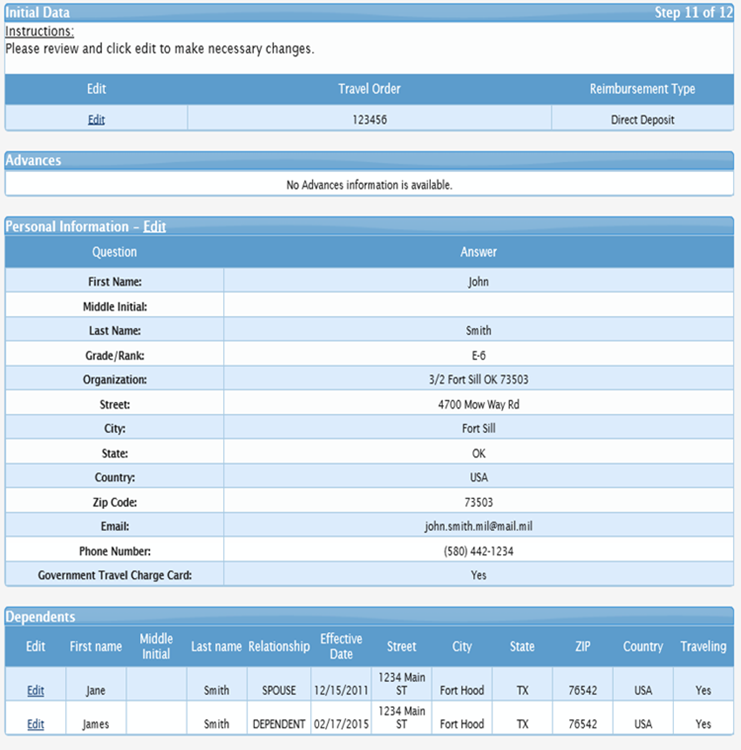 Initial Data Step 11 of 12
Instructions:
Please review and click edit to make necessary changes.
Edit Travel Order Reimbursement Type
Edit 123456 Direct Deposit
Advances
No Advances information is available.
Personal Information - Edit
Question Answer
First Name: John
Middle Initial:
Last Name: Smith
Grade/Rank: E-6
Organization: 3/2 Fort Sill OK 73503
Street: 4700 Mow Way Rd
City: Fort Sill
State: OK
Country: USA
Zip Code: 73503
Email: john.smith.mil@mail.mil
Phone Number: (580) 442-1234
Government Travel Charge Card: Yes
Dependents
Edit First name Middle Initial Last name Relationship Effective Date Street City State ZIP Country Traveling
Edit Jane Smith SPOUSE 12/15/2011 1234 Main ST Fort Hood TX 76542 USA Yes
Edit James Smith DEPENDENT 02/17/2015 1234 Main ST Fort Hood TX 76542 USA Yes